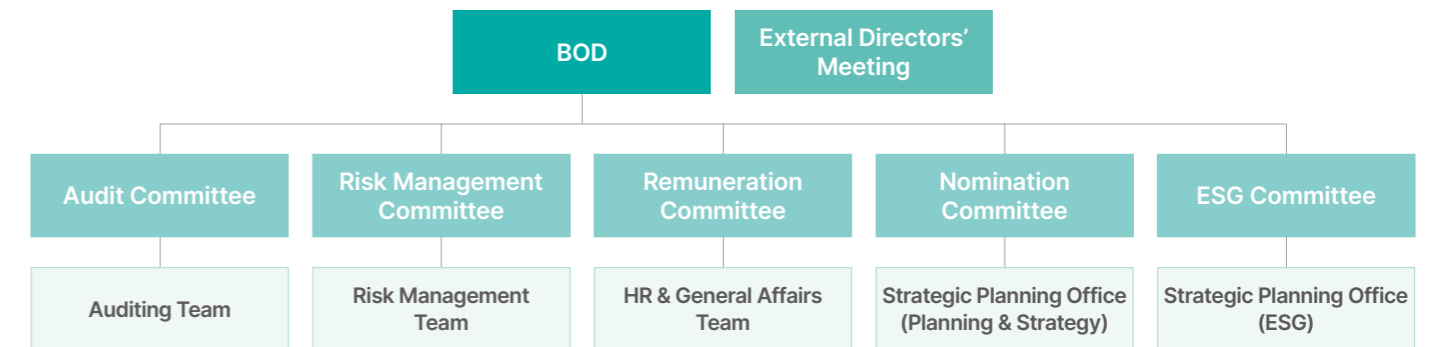 BOD
External Directors’
Meeting
Audit Committee
Risk Management
Committee
Remuneration
Committee
Nomination
Committee
ESG Committee
Auditing Team
Risk Management
Team
HR & General Affairs
Team
Strategic Planning Office
(Planning & Strategy)
Strategic Planning Office
(ESG)